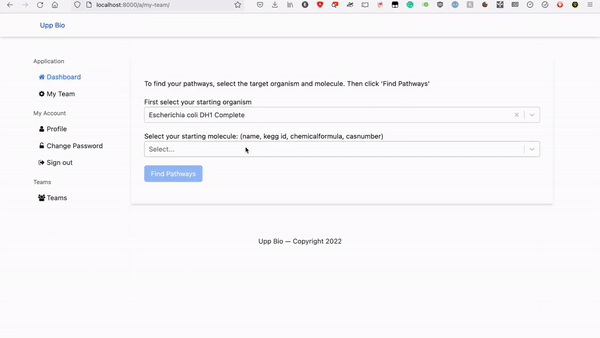 localhost:8000/a/my-team/
Upp Bio
Application
Dashboard
My Team
My Account
Profile
Change Password
Sign out
Teams
Teams
To find your pathways, select the target organism and molecule. Then click 'Find Pathways'
First select your starting organism
Escherichia coli DH1 Complete
Select your starting molecule: (name, kegg id, chemicalformula, casnumber)
Select...
Find Pathways
Upp Bio — Copyright 2022